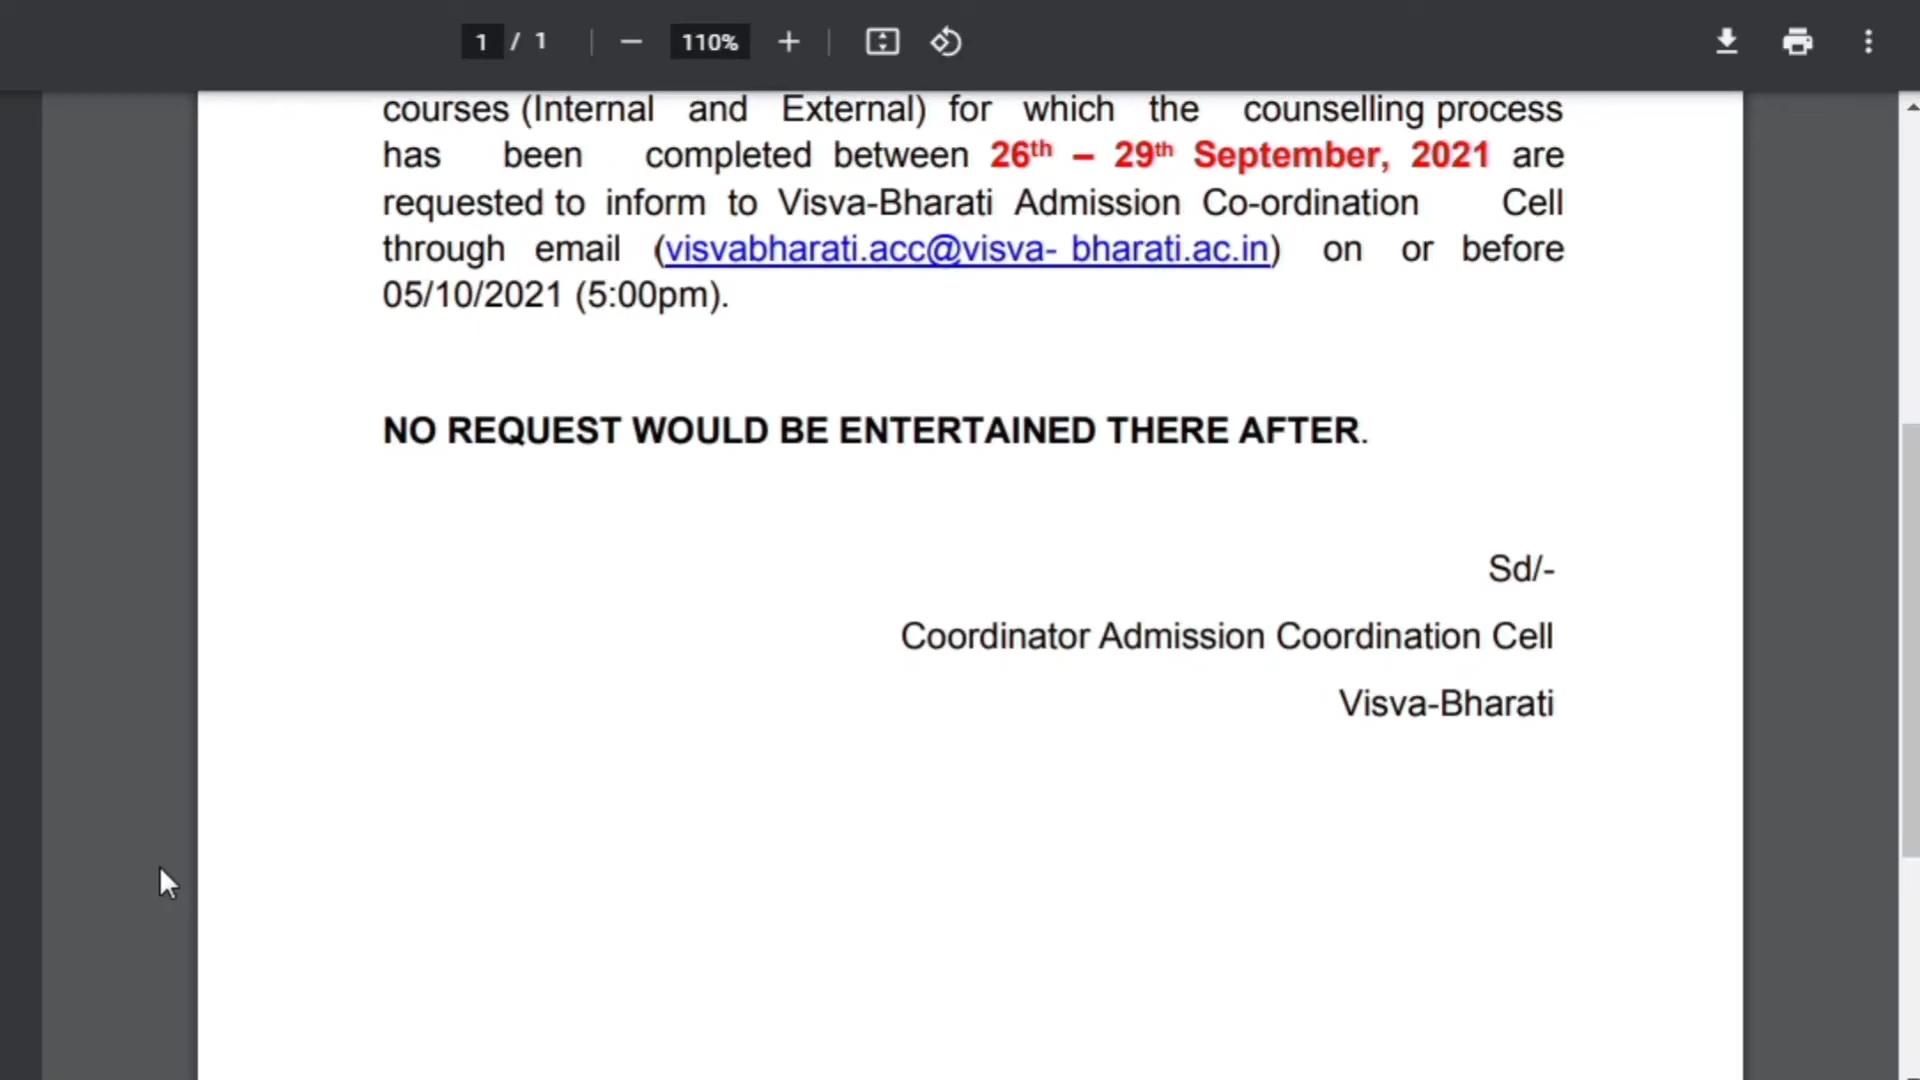 1 / 1 110%
courses (Internal and External) for which the counselling process
has been completed between 26th – 29th September, 2021 are
requested to inform to Visva-Bharati Admission Co-ordination Cell
through email (visvabharati.acc@visva- bharati.ac.in) on or before
05/10/2021 (5:00pm).
NO REQUEST WOULD BE ENTERTAINED THERE AFTER.
Sd/-
Coordinator Admission Coordination Cell
Visva-Bharati